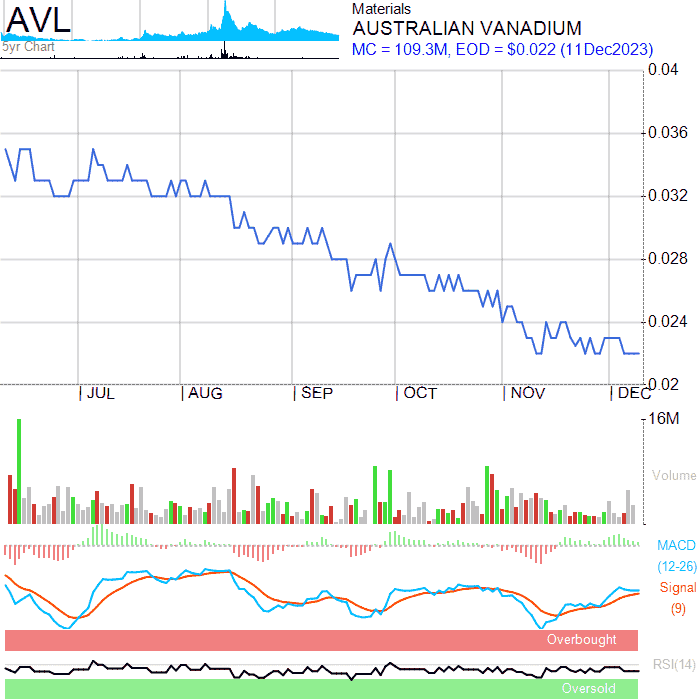 AVL
5yr Chart
Materials
AUSTRALIAN VANADIUM
MC = 109.3M, EOD = $0.022 (11Dec2023)
0.04
0.036
0.032
0.028
0.024
0.02
JUL
AUG
SEP
OCT
NOV
DEC
16M
Volume
MACD
(12-26)
Signal
(9)
Overbought
RSI(14)
Oversold